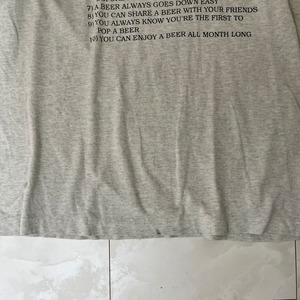 7) A BEER ALWAYS GOES DOWN EASY
8) YOU CAN SHARE A BEER WITH YOUR FRIENDS
9) YOU ALWAYS KNOW YOU'RE THE FIRST TO
POP A BEER
10) YOU CAN ENJOY A BEER ALL MONTH LONG